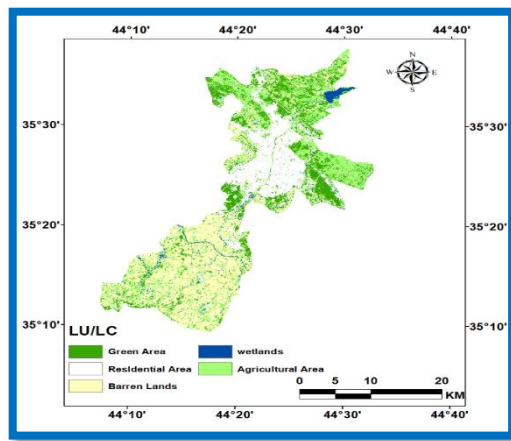 44°10' 44°20' 44°30' 44°40'
N
W E
S
35°30' 35°30'
35°20' 35°20'
35°10' 35°10'
LU/LC
Green Area wetlands
Residential Area Agricultural Area
Barren Lands
0 5 10 20
KM
44°10' 44°20' 44°30' 44°40'